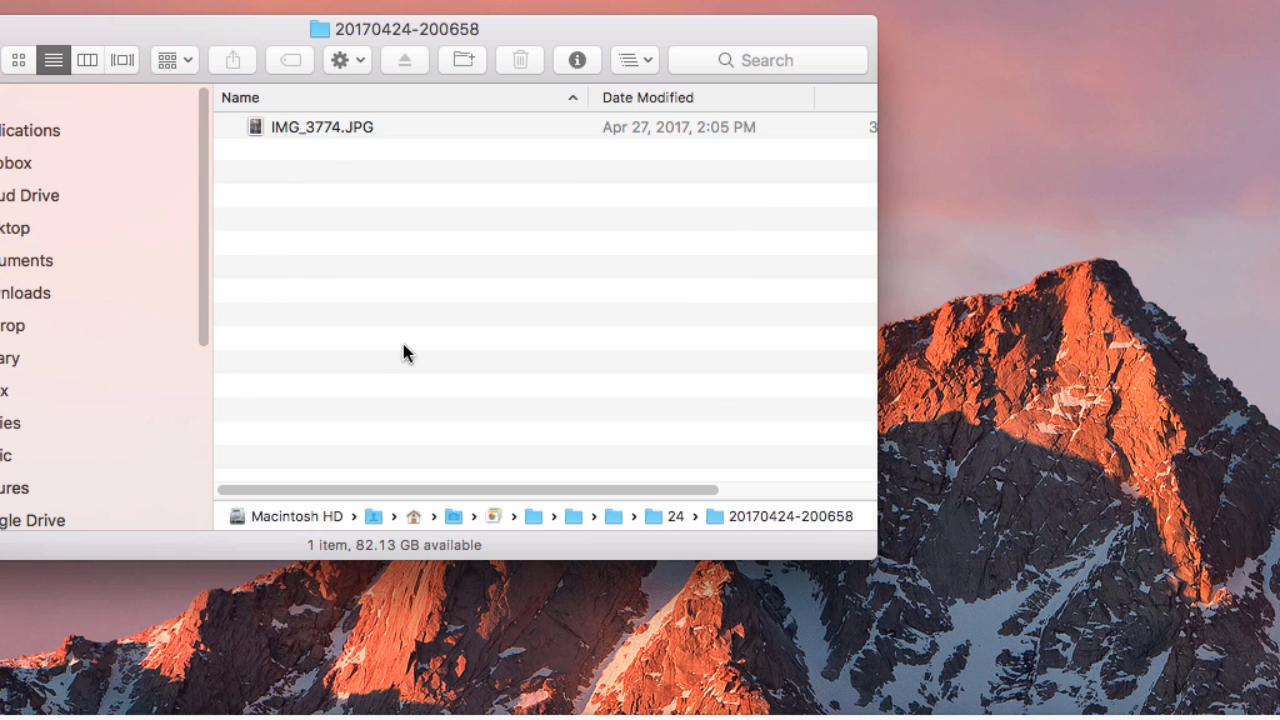 20170424-200658
Search
Name
Date Modified
IMG_3774.JPG
Apr 27, 2017, 2:05 PM
3
lications
pbox
ud Drive
ktop
uments
nloads
rop
ary
x
ies
ic
ures
gle Drive
Macintosh HD
24
20170424-200658
1 item, 82.13 GB available